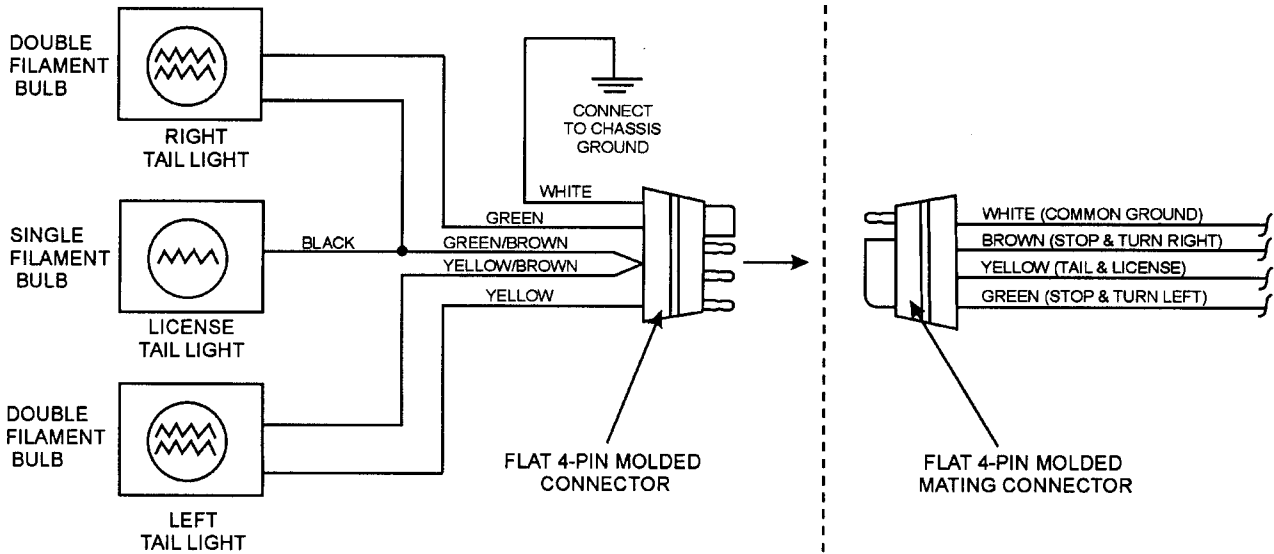 DOUBLE
FILAMENT
BULB
RIGHT
TAIL LIGHT
CONNECT
TO CHASSIS
GROUND
WHITE
GREEN
SINGLE
FILAMENT
BULB
BLACK
GREEN/BROWN
YELLOW/BROWN
YELLOW
LICENSE
TAIL LIGHT
DOUBLE
FILAMENT
BULB
LEFT
TAIL LIGHT
FLAT 4-PIN MOLDED
CONNECTOR
WHITE (COMMON GROUND)
BROWN (STOP & TURN RIGHT)
YELLOW (TAIL & LICENSE)
GREEN (STOP & TURN LEFT)
FLAT 4-PIN MOLDED
MATING CONNECTOR